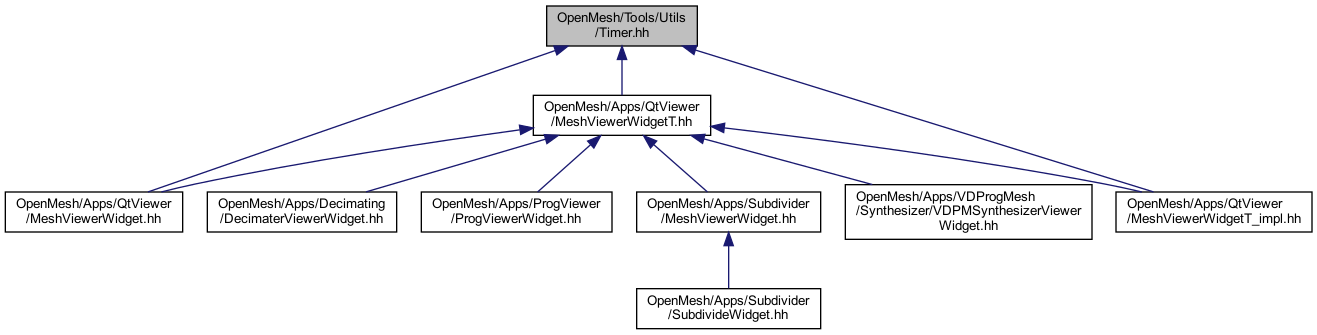 OpenMesh/Tools/Utils
/Timer.hh
OpenMesh/Apps/QtViewer
/MeshViewerWidgetT.hh
OpenMesh/Apps/QtViewer
/MeshViewerWidget.hh
OpenMesh/Apps/Decimating
/DecimaterViewerWidget.hh
OpenMesh/Apps/ProgViewer
/ProgViewerWidget.hh
OpenMesh/Apps/Subdivider
/MeshViewerWidget.hh
OpenMesh/Apps/VDProgMesh
/Synthesizer/VDPMSynthesizerViewer
Widget.hh
OpenMesh/Apps/QtViewer
/MeshViewerWidgetT_impl.hh
OpenMesh/Apps/Subdivider
/SubdivideWidget.hh